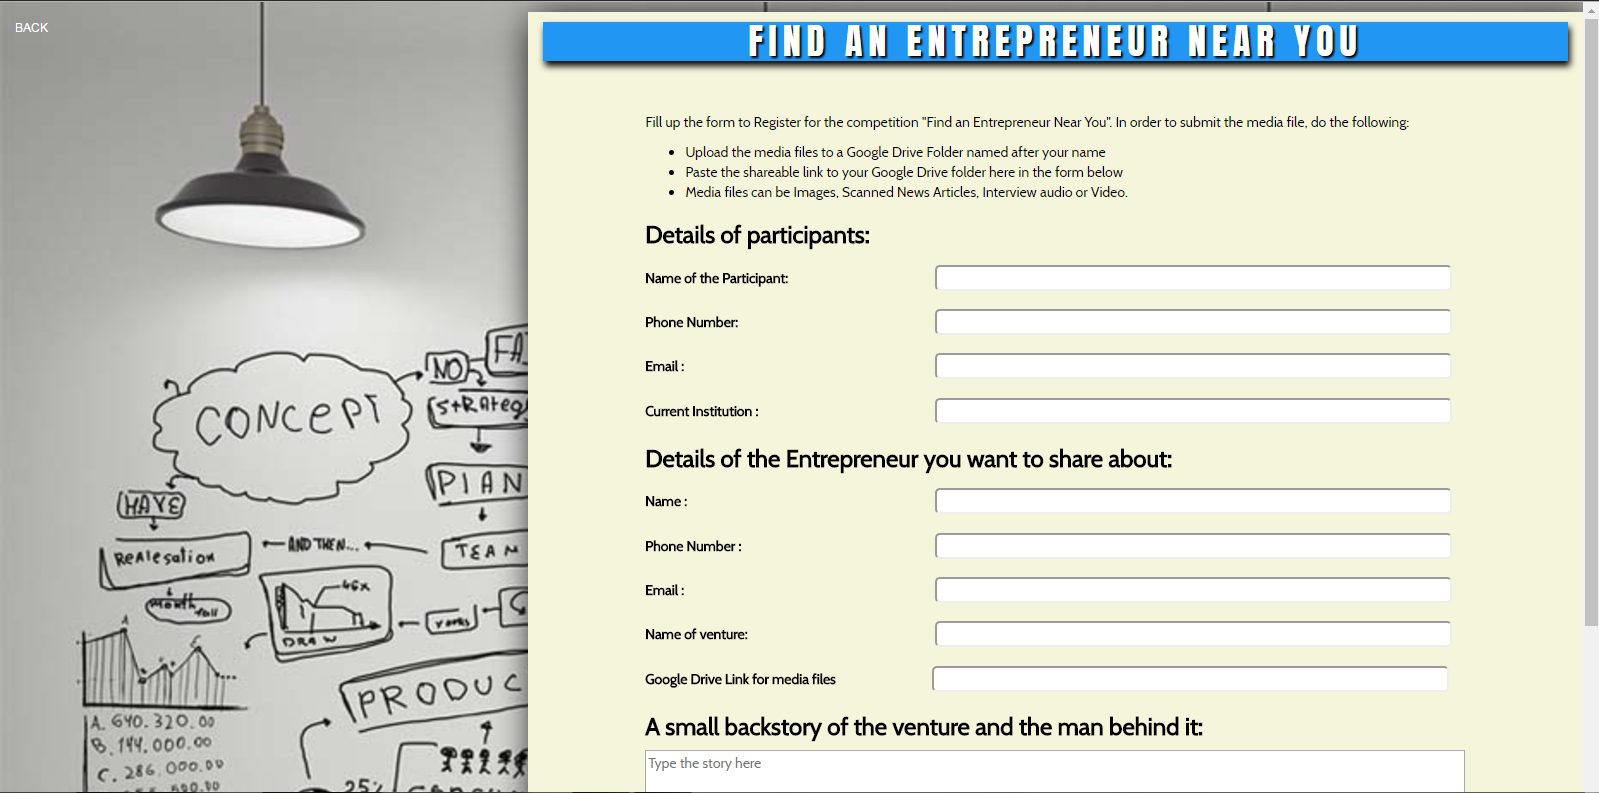 BACK
FIND AN ENTREPRENEUR NEAR YOU
Fill up the form to Register for the competition "Find an Entrepreneur Near You". In order to submit the media file, do the following:
Upload the media files to a Google Drive Folder named after your name
Paste the shareable link to your Google Drive folder here in the form below
Media files can be Images, Scanned News Articles, Interview audio or Video.
Details of participants:
Name of the Participant:
Phone Number:
Email :
Current Institution :
Details of the Entrepreneur you want to share about:
Name :
Phone Number :
Email :
Name of venture:
Google Drive Link for media files
A small backstory of the venture and the man behind it:
Type the story here
NO
CONCEPT
PLAN
HAVE
REALESATION
AND THEN...
TEAM
46x
DRAW
works
PRODUC
A. 640.320.00
B. 144.000.00
C. 286.000.00
25%